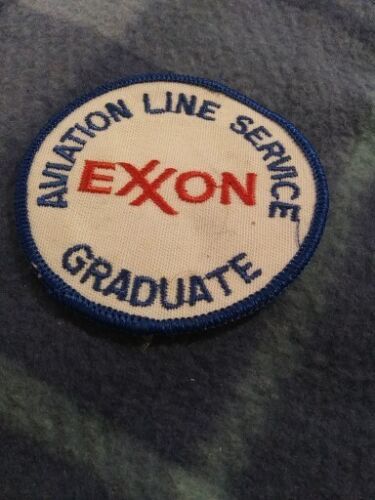 AVIATION LINE SERVICE
EXXON
GRADUATE